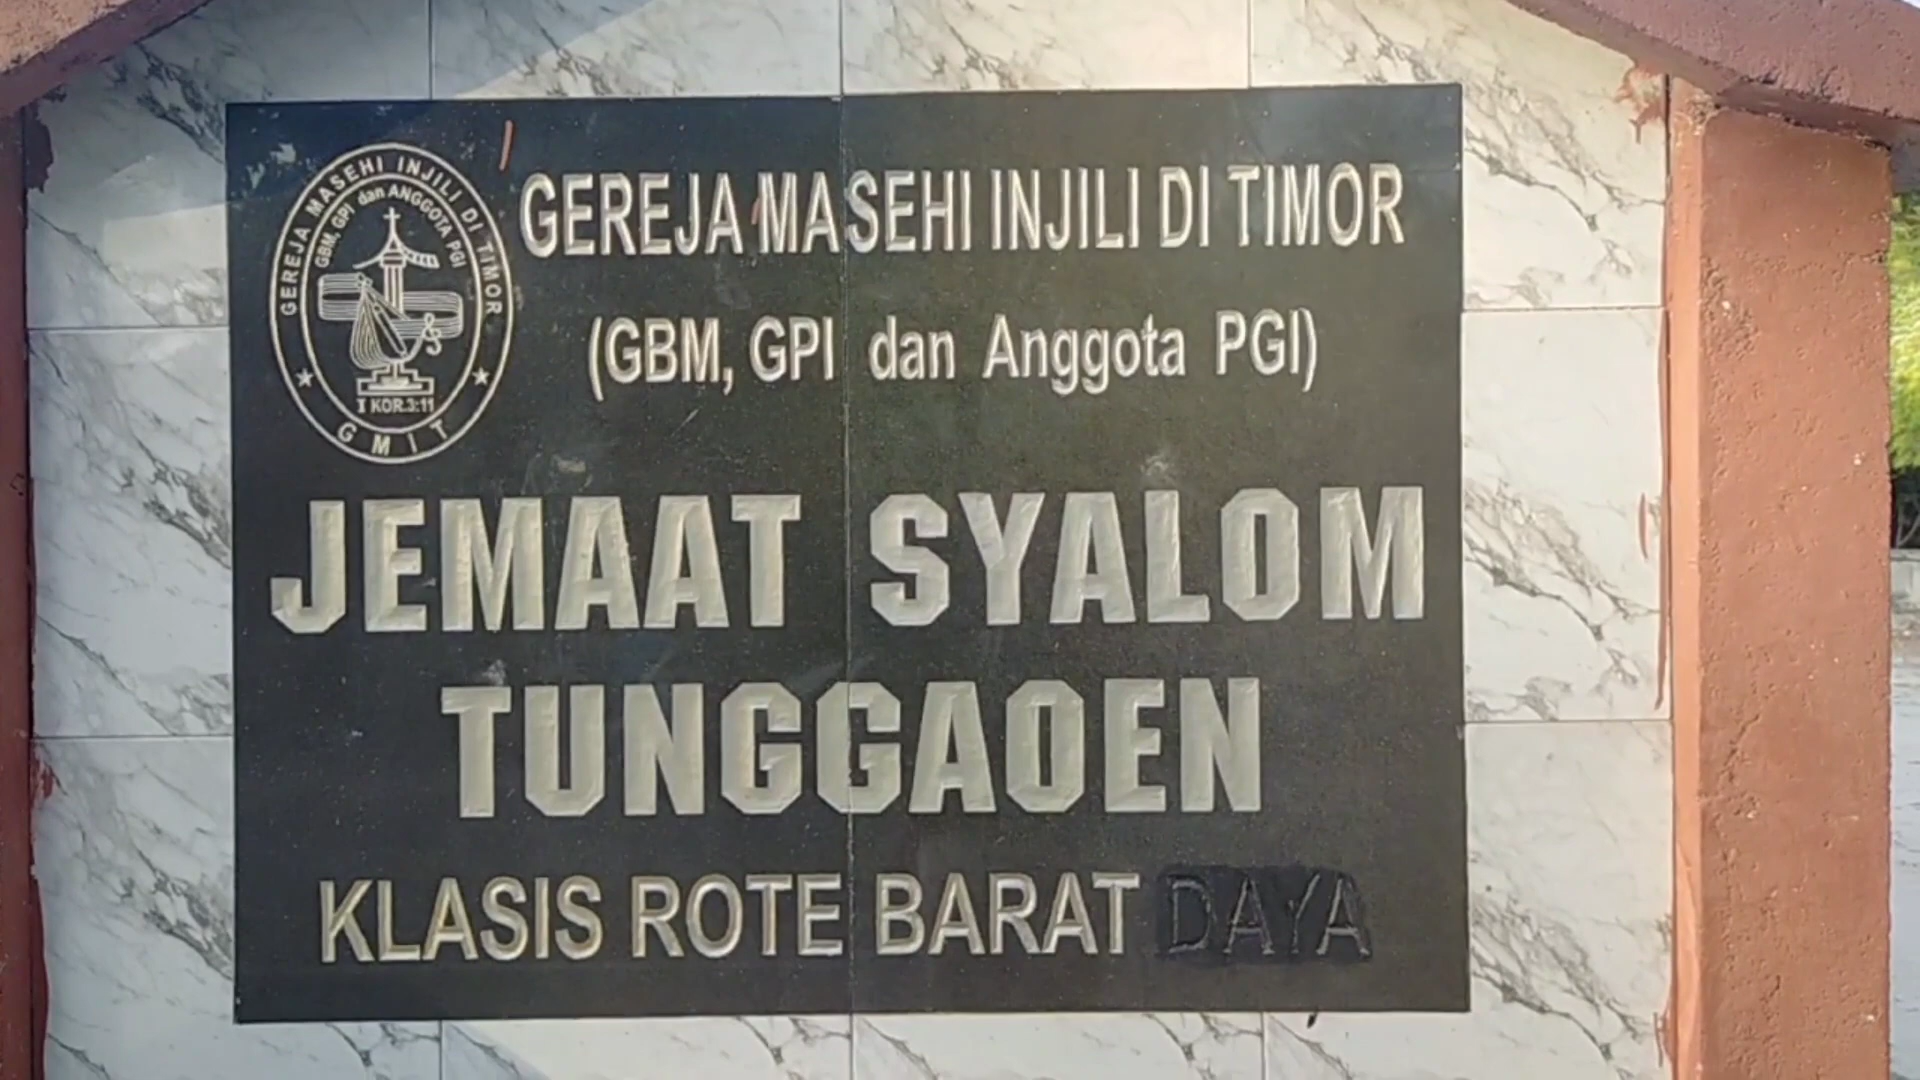 GEREJA MASEHI INJILI DI TIMOR
GBM, GPI dan ANGGOTA PGI
I KOR.3:11
GMIT
GEREJA MASEHI INJILI DI TIMOR
(GBM, GPI dan Anggota PGI)
JEMAAT SYALOM
TUNGGAOEN
KLASIS ROTE BARAT DAYA